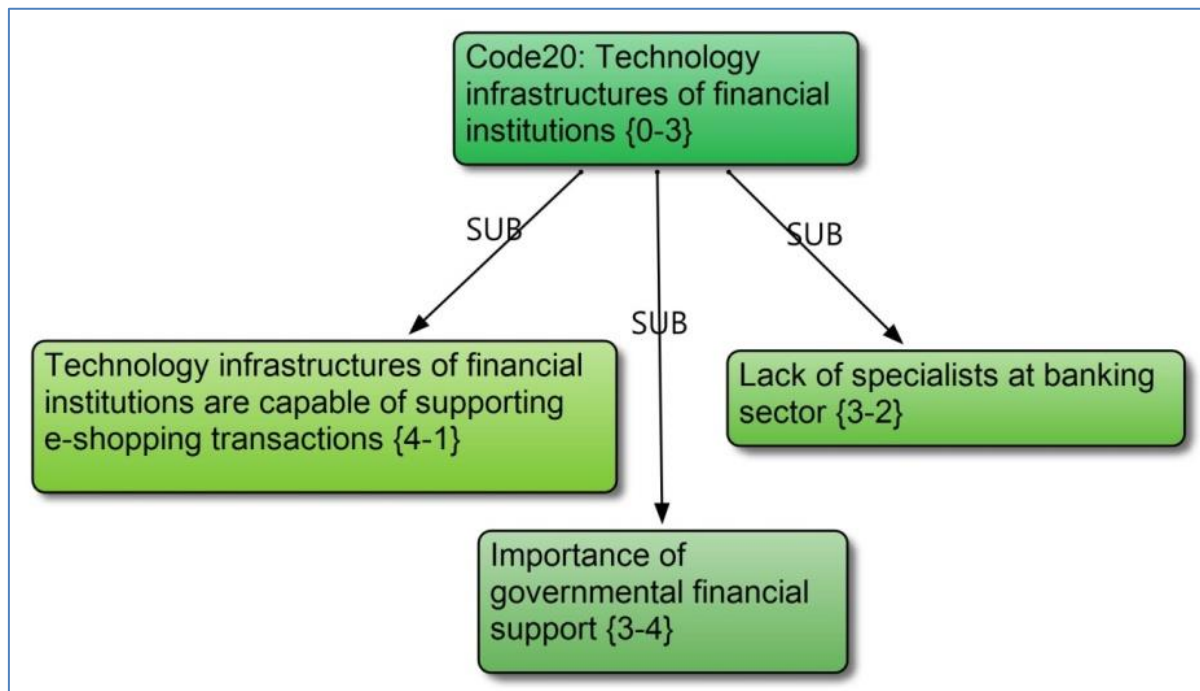 Code20: Technology
infrastructures of financial
institutions {0-3}
SUB
SUB
SUB
Technology infrastructures of financial
institutions are capable of supporting
e-shopping transactions {4-1}
Lack of specialists at banking
sector {3-2}
Importance of
governmental financial
support {3-4}